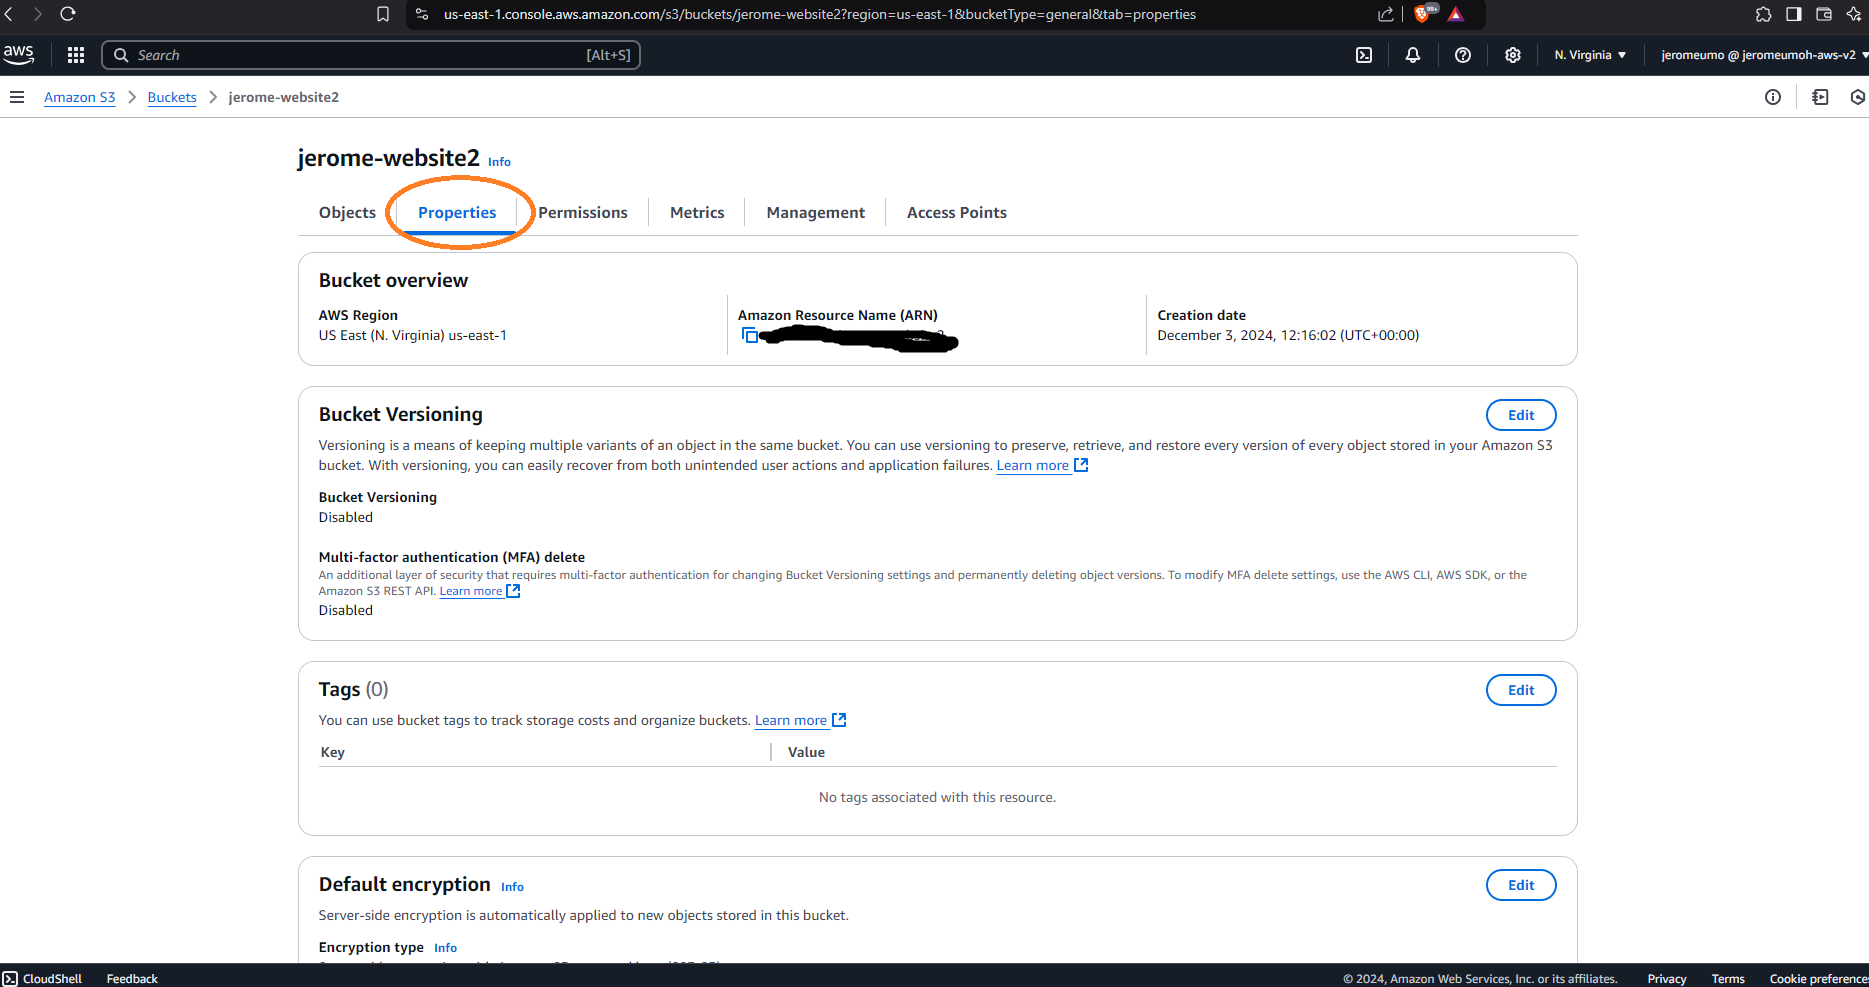 us-east-1.console.aws.amazon.com/s3/buckets/jerome-website2?region=us-east-1&bucketType=general&tab=properties
99+
aws
Search [Alt+S]
N. Virginia
jeromeumo @ jeromeumoh-aws-v2
Amazon S3 > Buckets > jerome-website2
jerome-website2 Info
Objects Properties Permissions Metrics Management Access Points
Bucket overview
AWS Region Amazon Resource Name (ARN) Creation date
US East (N. Virginia) us-east-1 December 3, 2024, 12:16:02 (UTC+00:00)
Bucket Versioning Edit
Versioning is a means of keeping multiple variants of an object in the same bucket. You can use versioning to preserve, retrieve, and restore every version of every object stored in your Amazon S3
bucket. With versioning, you can easily recover from both unintended user actions and application failures. Learn more
Bucket Versioning
Disabled
Multi-factor authentication (MFA) delete
An additional layer of security that requires multi-factor authentication for changing Bucket Versioning settings and permanently deleting object versions. To modify MFA delete settings, use the AWS CLI, AWS SDK, or the
Amazon S3 REST API. Learn more
Disabled
Tags (0) Edit
You can use bucket tags to track storage costs and organize buckets. Learn more
Key Value
No tags associated with this resource.
Default encryption Info Edit
Server-side encryption is automatically applied to new objects stored in this bucket.
Encryption type Info
CloudShell Feedback © 2024, Amazon Web Services, Inc. or its affiliates. Privacy Terms Cookie preferences